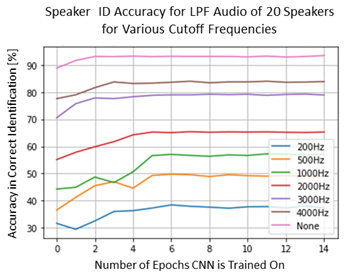 Speaker ID Accuracy for LPF Audio of 20 Speakers
for Various Cutoff Frequencies
Accuracy in Correct Identification [%]
90
80
70
60
50
40
30
200Hz
500Hz
1000Hz
2000Hz
3000Hz
4000Hz
None
0 2 4 6 8 10 12 14
Number of Epochs CNN is Trained On